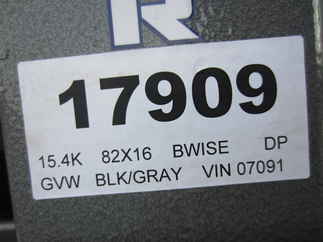 R
17909
15.4K 82X16 BWISE DP
GVW BLK/GRAY VIN 07091